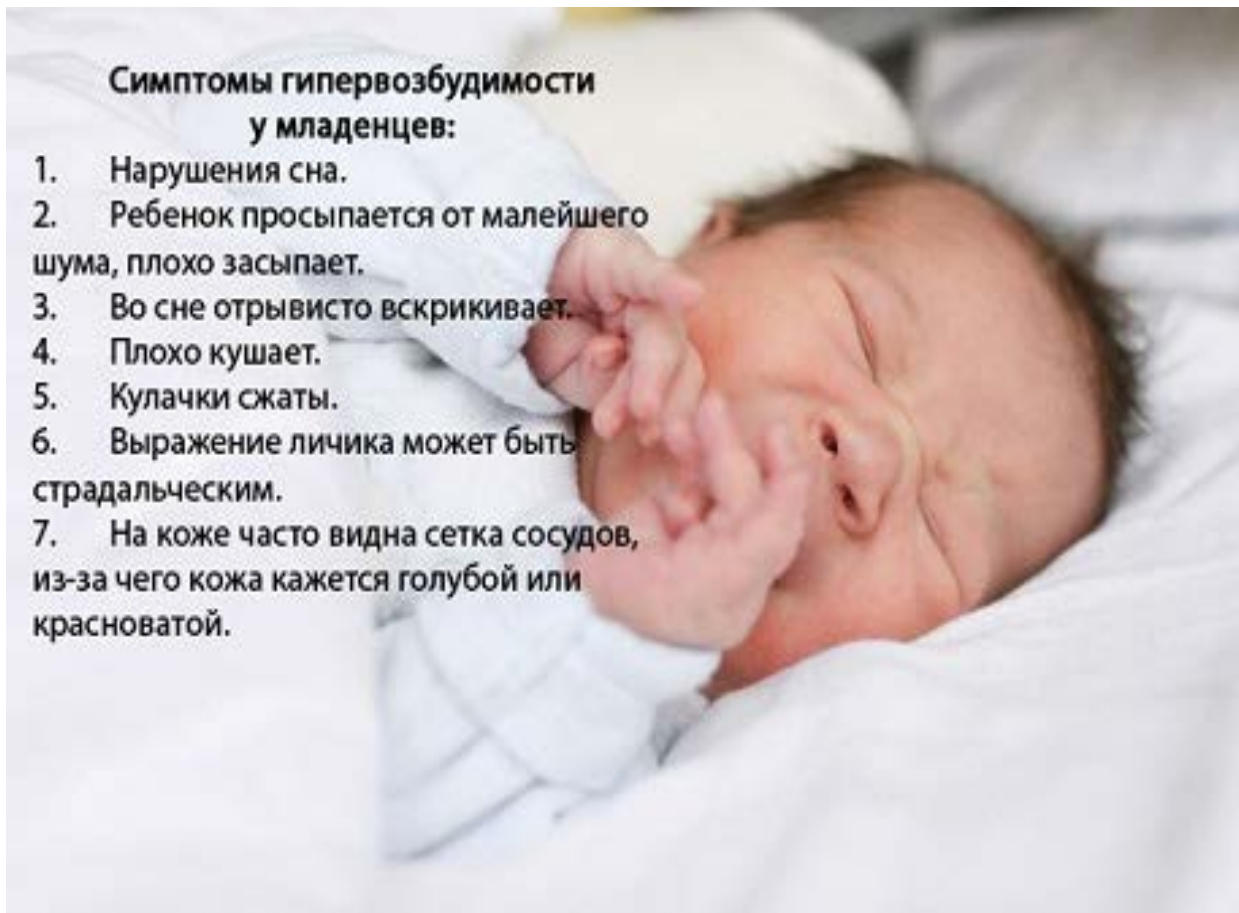 Симптомы гипервозбудимости
у младенцев:
1. Нарушения сна.
2. Ребенок просыпается от малейшего
шума, плохо засыпает.
3. Во сне отрывисто вскрикивает.
4. Плохо кушает.
5. Кулачки сжаты.
6. Выражение личика может быть
страдальческим.
7. На коже часто видна сетка сосудов,
из-за чего кожа кажется голубой или
красноватой.